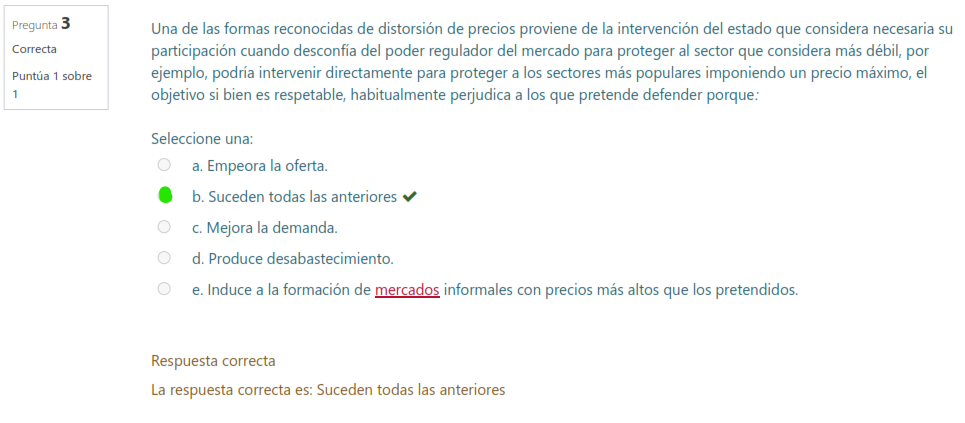 Pregunta 3
Correcta
Puntúa 1 sobre
1
Una de las formas reconocidas de distorsión de precios proviene de la intervención del estado que considera necesaria su
participación cuando desconfía del poder regulador del mercado para proteger al sector que considera más débil, por
ejemplo, podría intervenir directamente para proteger a los sectores más populares imponiendo un precio máximo, el
objetivo si bien es respetable, habitualmente perjudica a los que pretende defender porque:
Seleccione una:
a. Empeora la oferta.
b. Suceden todas las anteriores ✔
c. Mejora la demanda.
d. Produce desabastecimiento.
e. Induce a la formación de mercados informales con precios más altos que los pretendidos.
Respuesta correcta
La respuesta correcta es: Suceden todas las anteriores